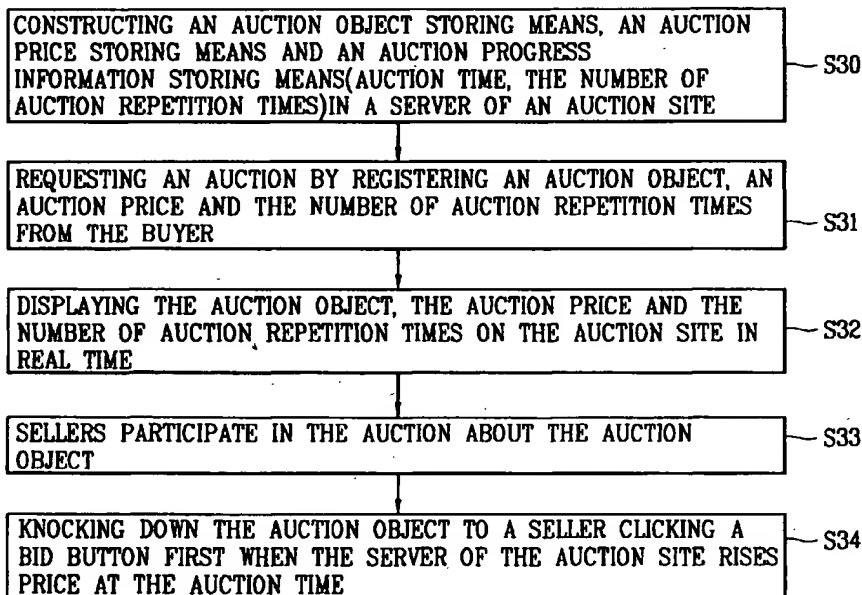 CONSTRUCTING AN AUCTION OBJECT STORING MEANS, AN AUCTION
PRICE STORING MEANS AND AN AUCTION PROGRESS
INFORMATION STORING MEANS(AUCTION TIME, THE NUMBER OF
AUCTION REPETITION TIMES)IN A SERVER OF AN AUCTION SITE
S30
REQUESTING AN AUCTION BY REGISTERING AN AUCTION OBJECT, AN
AUCTION PRICE AND THE NUMBER OF AUCTION REPETITION TIMES
FROM THE BUYER
S31
DISPLAYING THE AUCTION OBJECT, THE AUCTION PRICE AND THE
NUMBER OF AUCTION REPETITION TIMES ON THE AUCTION SITE IN
REAL TIME
S32
SELLERS PARTICIPATE IN THE AUCTION ABOUT THE AUCTION
OBJECT
S33
KNOCKING DOWN THE AUCTION OBJECT TO A SELLER CLICKING A
BID BUTTON FIRST WHEN THE SERVER OF THE AUCTION SITE RISES
PRICE AT THE AUCTION TIME
S34